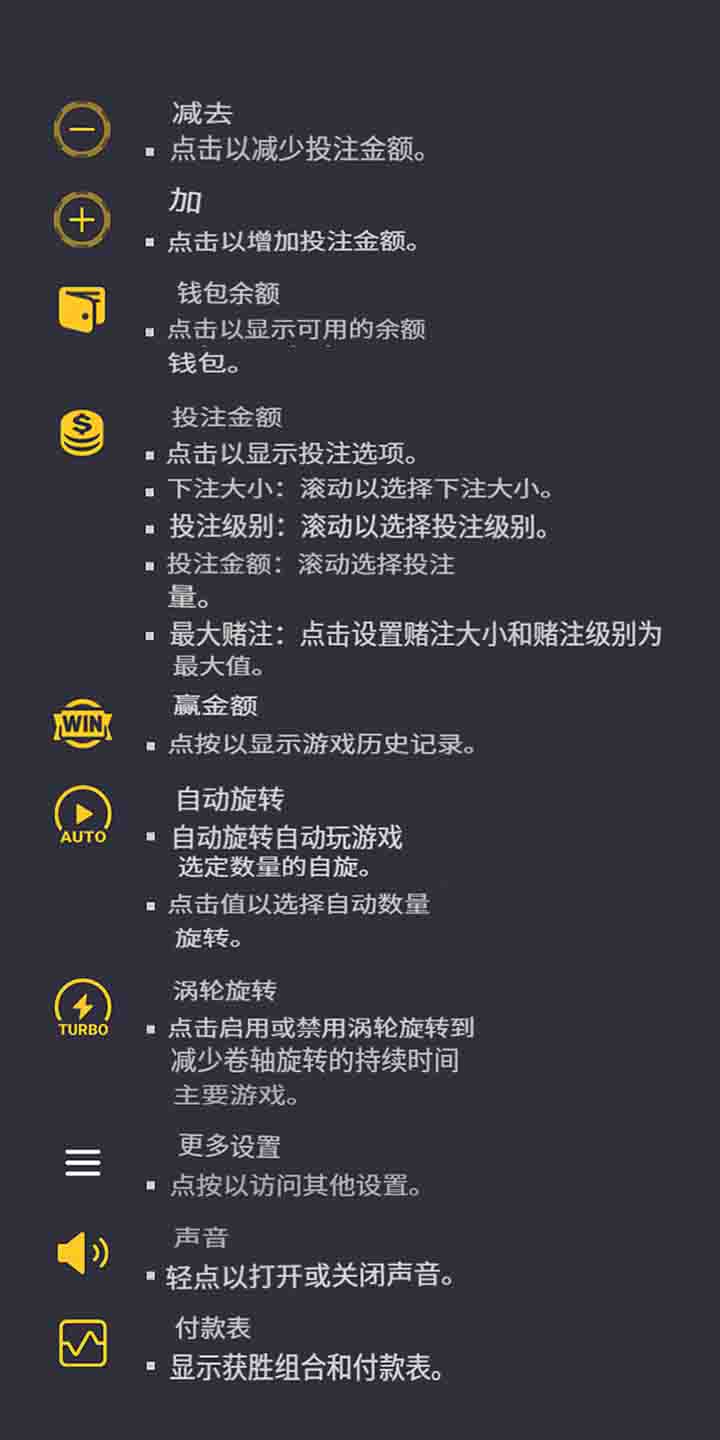 减去
点击以减少投注金额。
加
点击以增加投注金额。
钱包余额
点击以显示可用的余额
钱包。
$
投注金额
点击以显示投注选项。
下注大小：滚动以选择下注大小。
投注级别：滚动以选择投注级别。
投注金额：滚动选择投注
量。
最大赌注：点击设置赌注大小和赌注级别为
最大值。
WIN
赢金额
点按以显示游戏历史记录。
AUTO
自动旋转
自动旋转自动玩游戏
选定数量的自旋。
点击值以选择自动数量
旋转。
TURBO
涡轮旋转
点击启用或禁用涡轮旋转到
减少卷轴旋转的持续时间
主要游戏。
更多设置
点按以访问其他设置。
声音
轻点以打开或关闭声音。
付款表
显示获胜组合和付款表。